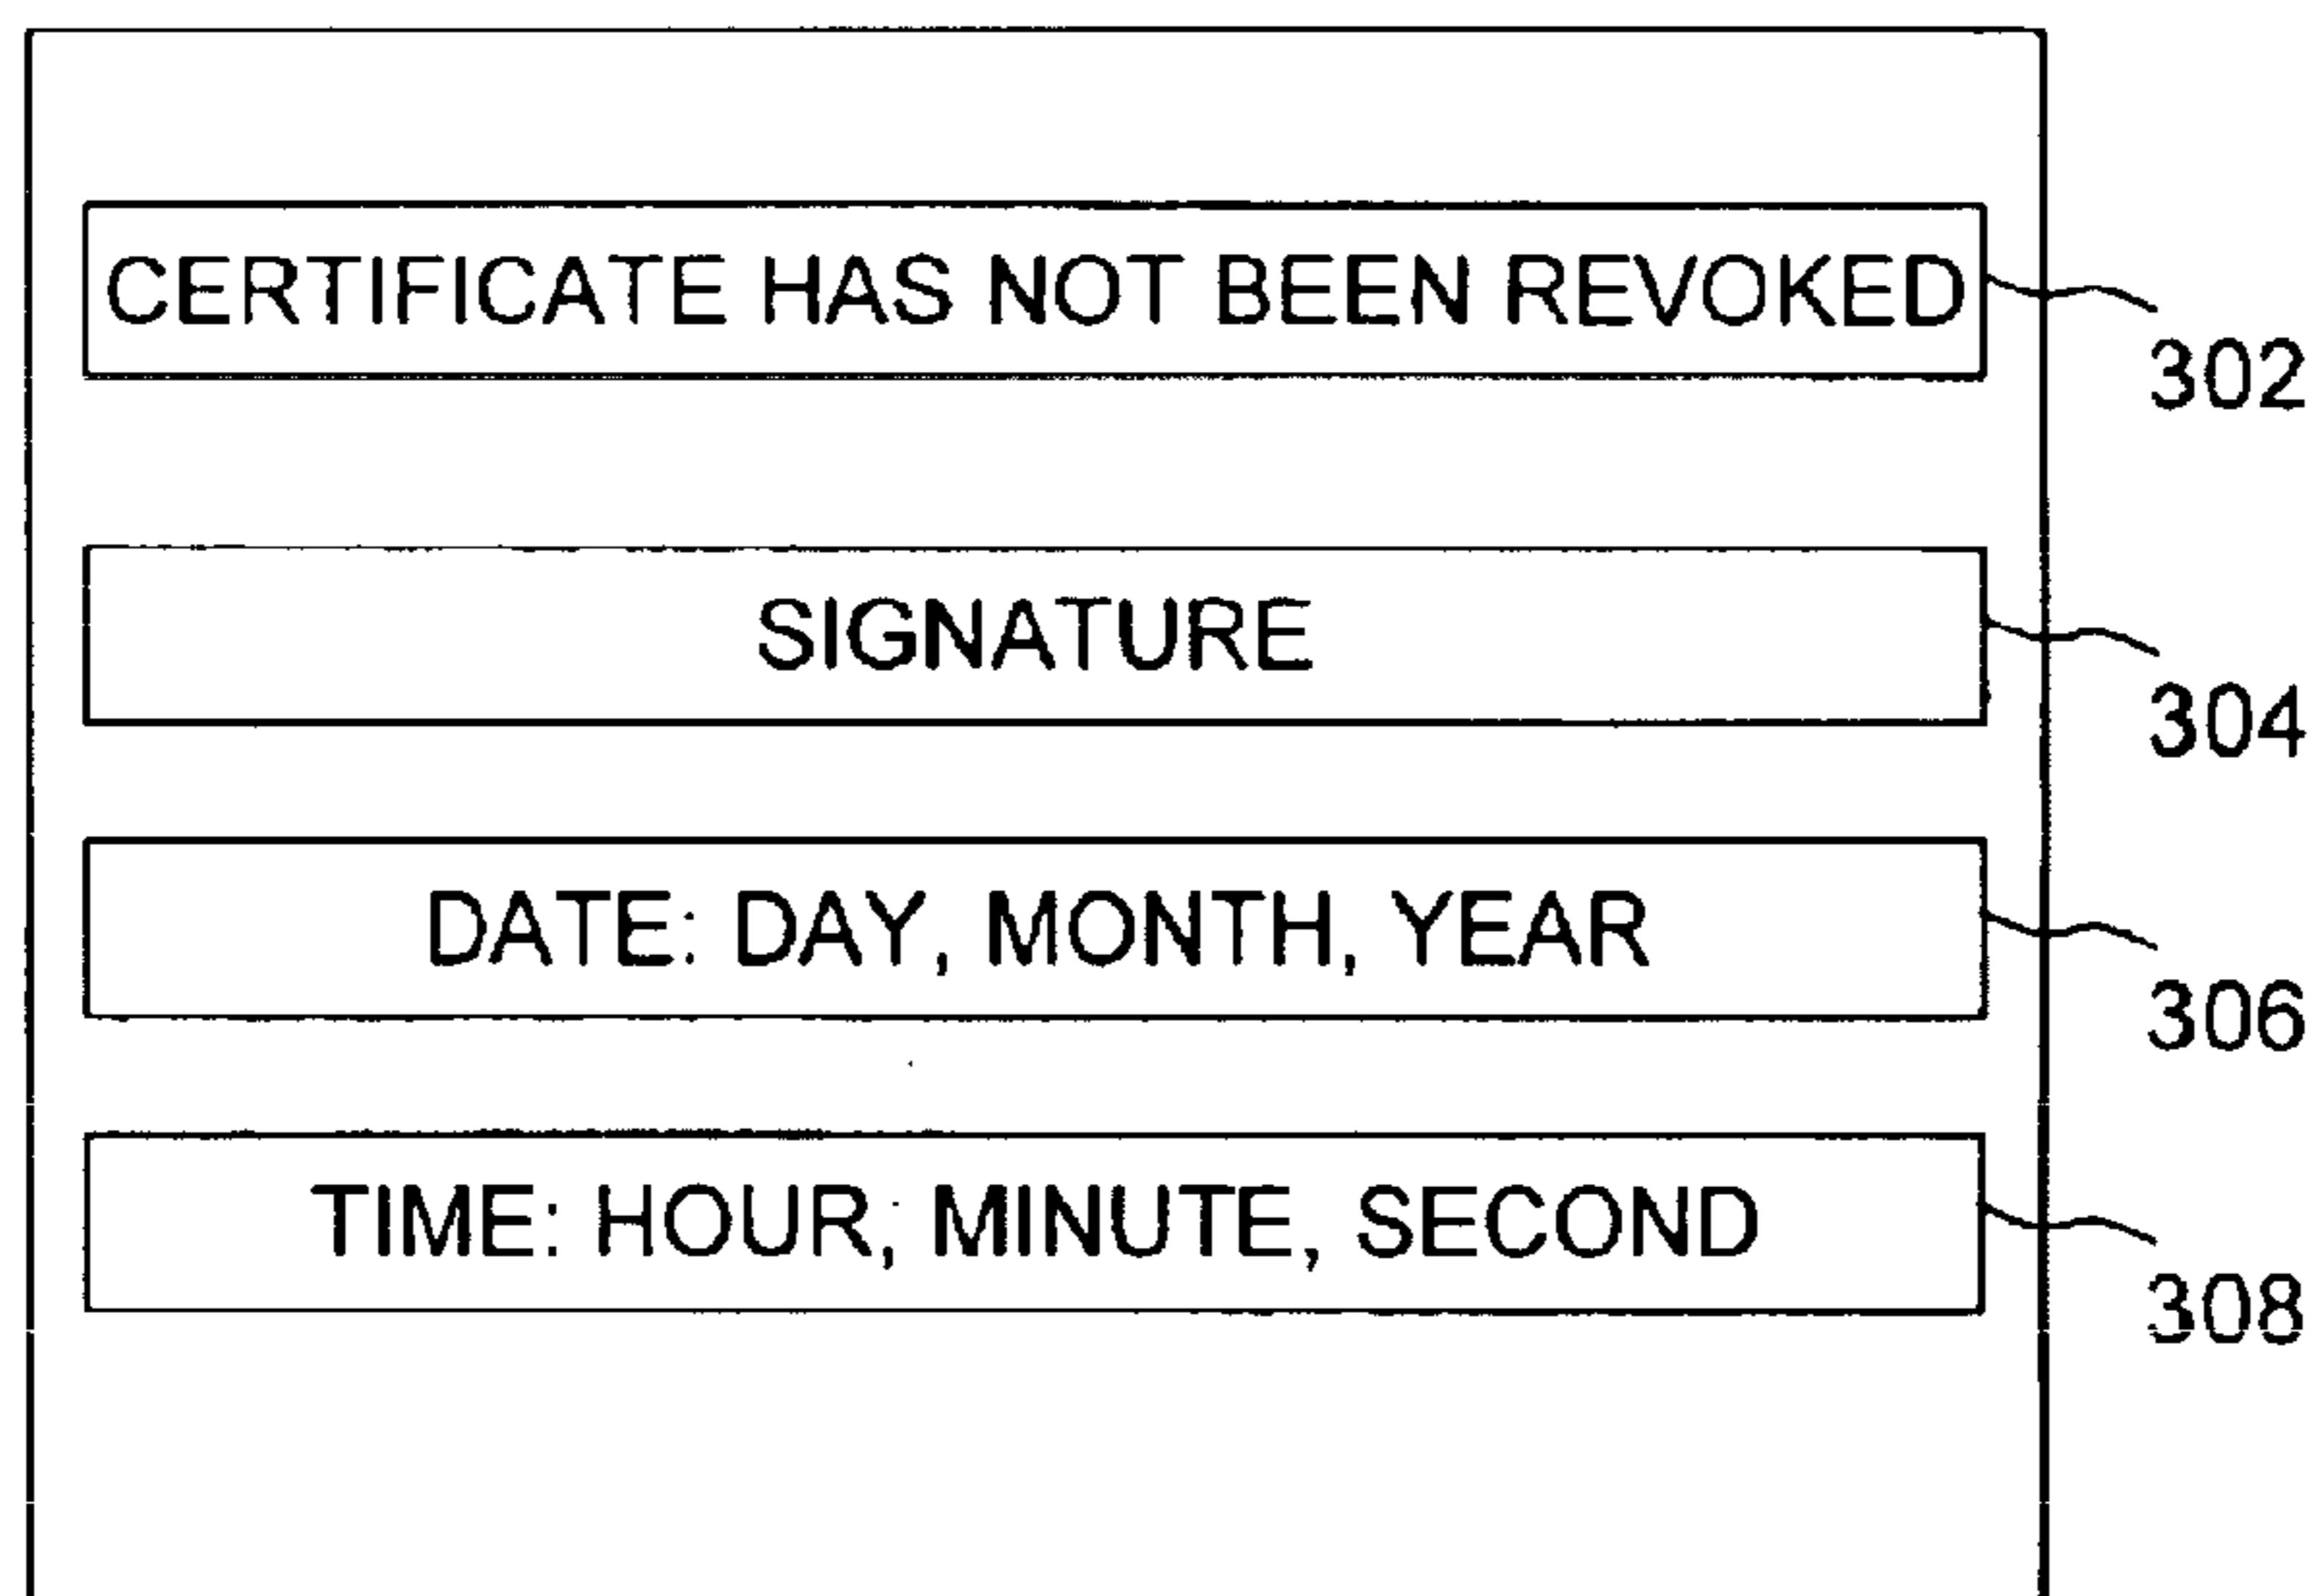 CERTIFICATE HAS NOT BEEN REVOKED
302
SIGNATURE
304
DATE: DAY, MONTH, YEAR
306
TIME: HOUR, MINUTE, SECOND
308